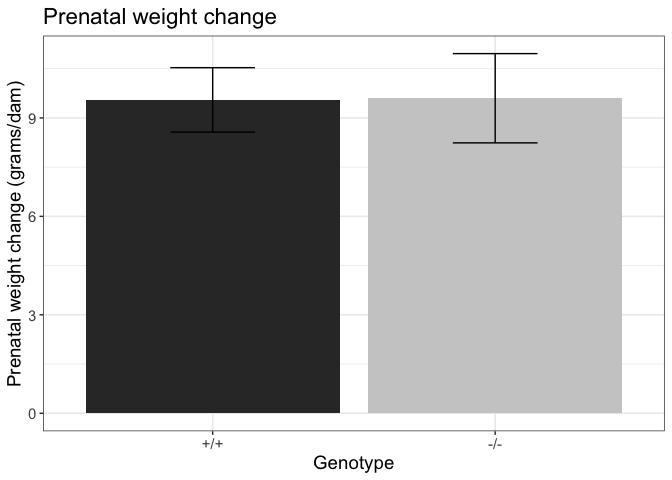 Prenatal weight change
Prenatal weight change (grams/dam)
9
6
3
0
+/+
-/-
Genotype